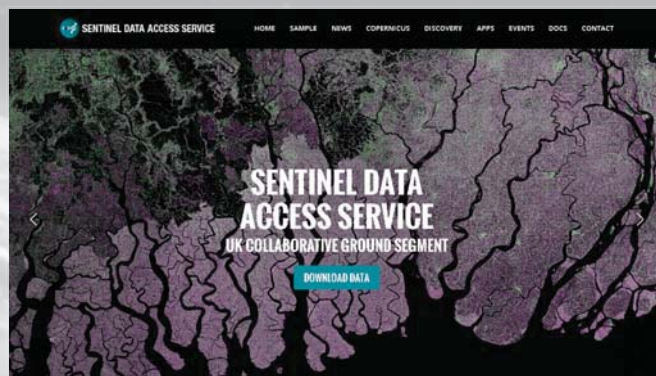 SENTINEL DATA ACCESS SERVICE
HOME SAMPLE NEWS COPERNICUS DISCOVERY APPS EVENTS DOCS CONTACT
SENTINEL DATA
ACCESS SERVICE
UK COLLABORATIVE GROUND SEGMENT
DOWNLOAD DATA